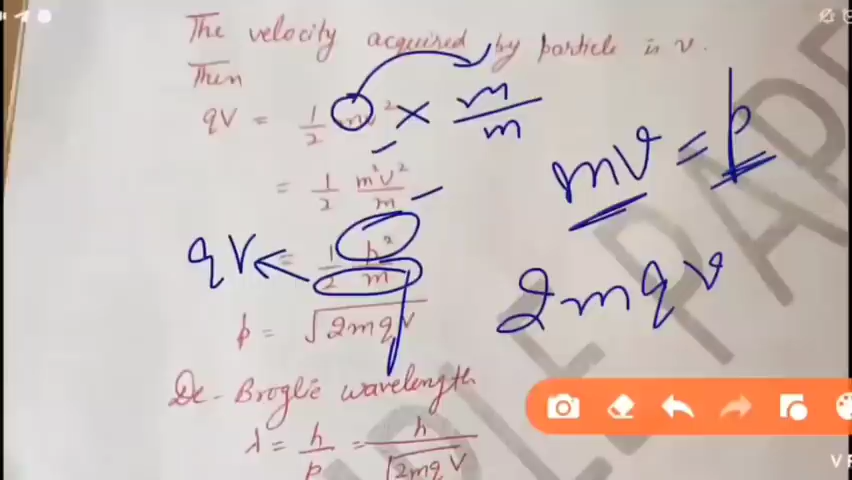 The velocity acquired by particle is v.
Then
qV = 1/2 mv² × m/m
= 1/2 m²v²/m
mv = p
qV ← = 1/2 p²/m
2mqv
p = √2mqV
De-Broglie wavelength
λ = h/p = h/√2mqV